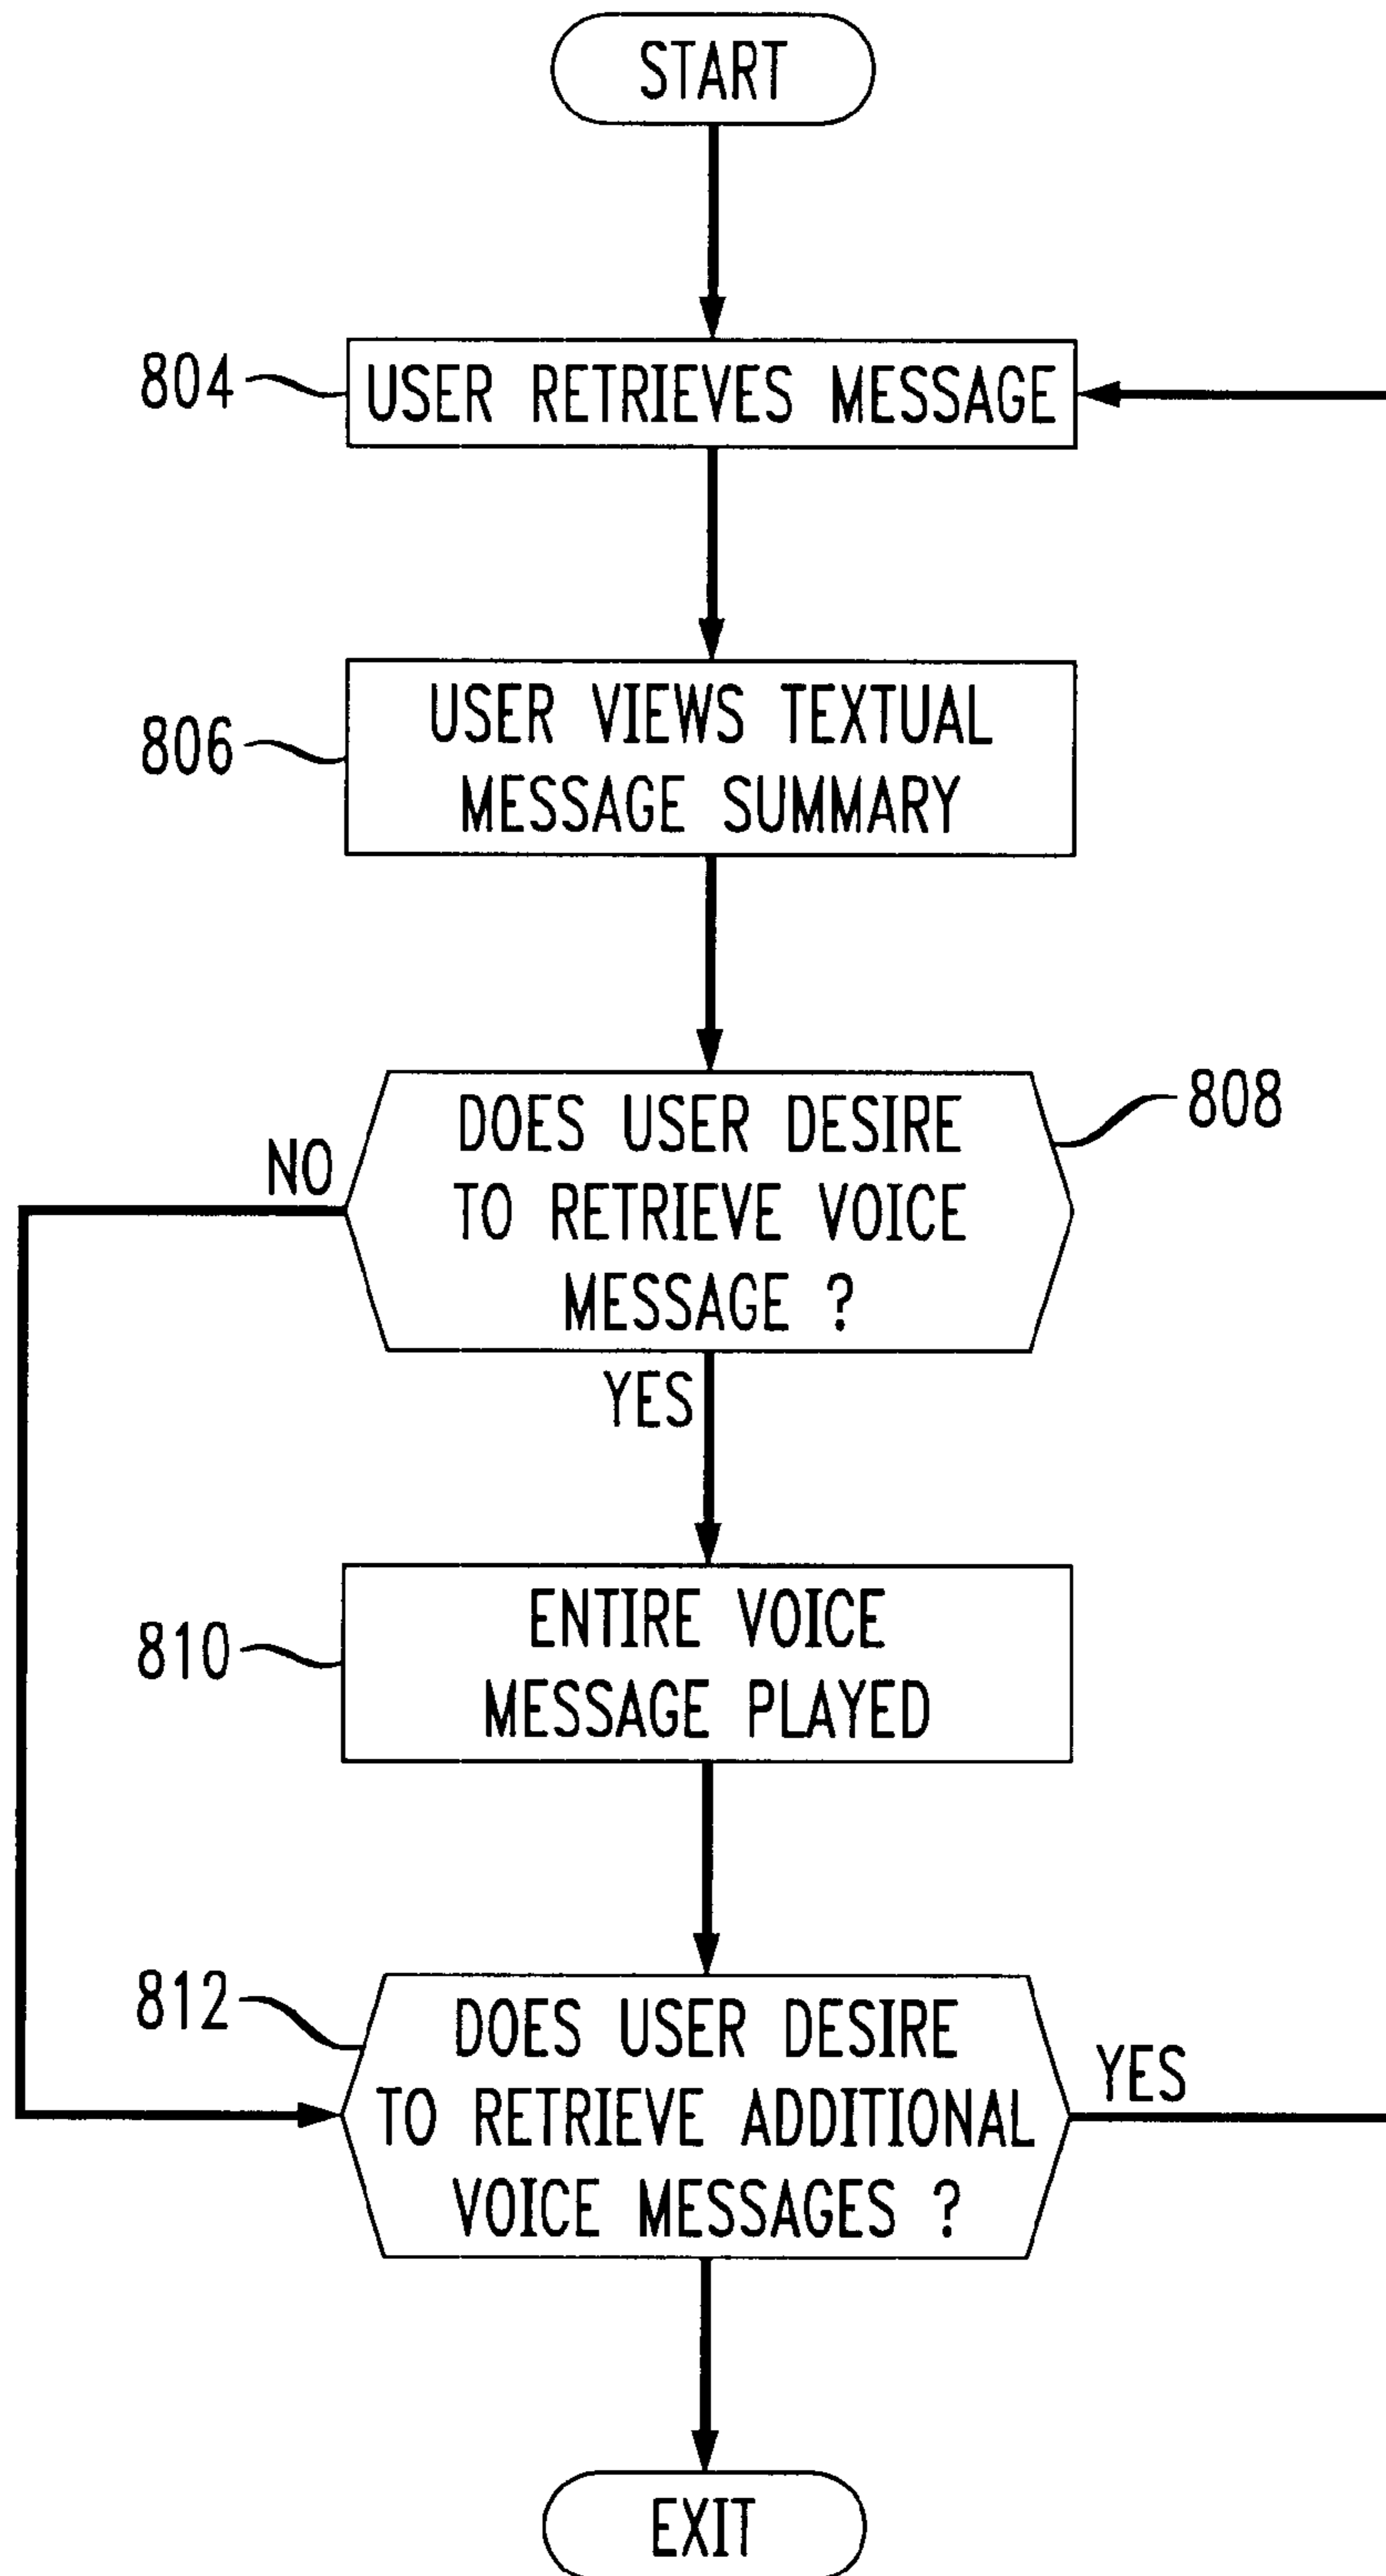 START
804
USER RETRIEVES MESSAGE
806
USER VIEWS TEXTUAL
MESSAGE SUMMARY
808
DOES USER DESIRE
TO RETRIEVE VOICE
MESSAGE ?
NO
YES
810
ENTIRE VOICE
MESSAGE PLAYED
812
DOES USER DESIRE
TO RETRIEVE ADDITIONAL
VOICE MESSAGES ?
YES
EXIT